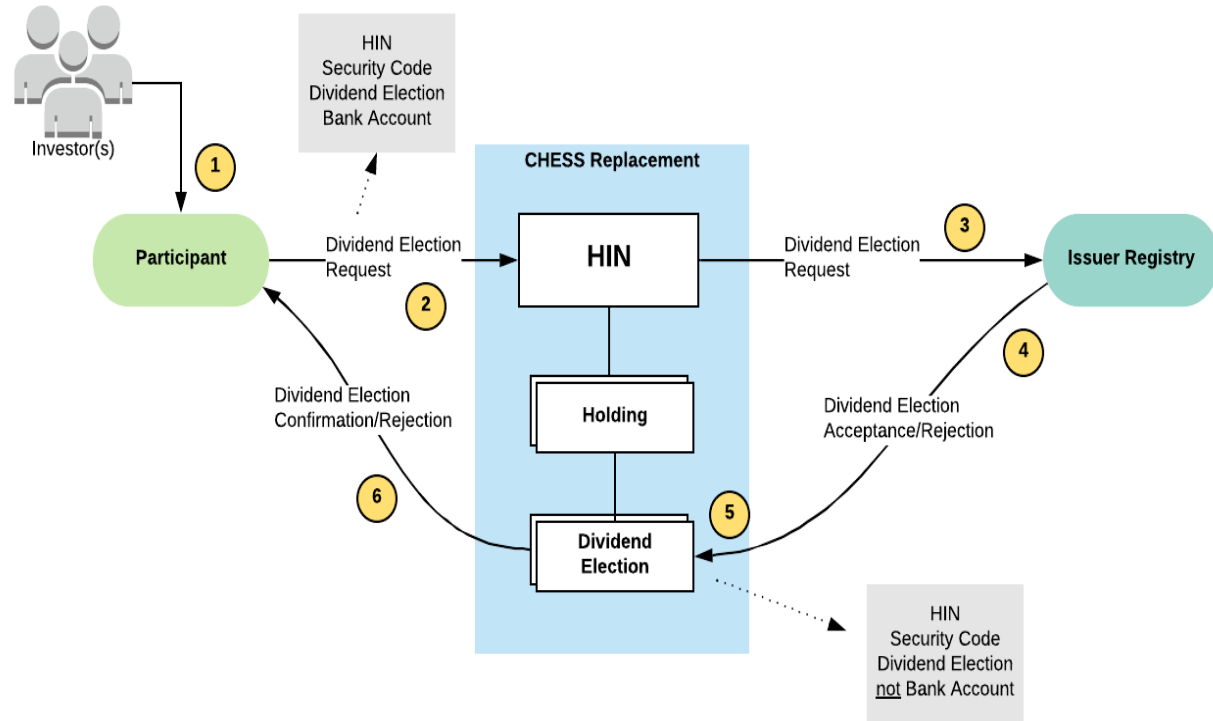 HIN
Security Code
Dividend Election
Bank Account
Investor(s)
1
CHESS Replacement
Participant
Dividend Election
Request
2
HIN
Dividend Election
Request
3
Issuer Registry
4
Dividend Election
Confirmation/Rejection
Holding
Dividend Election
Acceptance/Rejection
6
5
Dividend
Election
HIN
Security Code
Dividend Election
not Bank Account